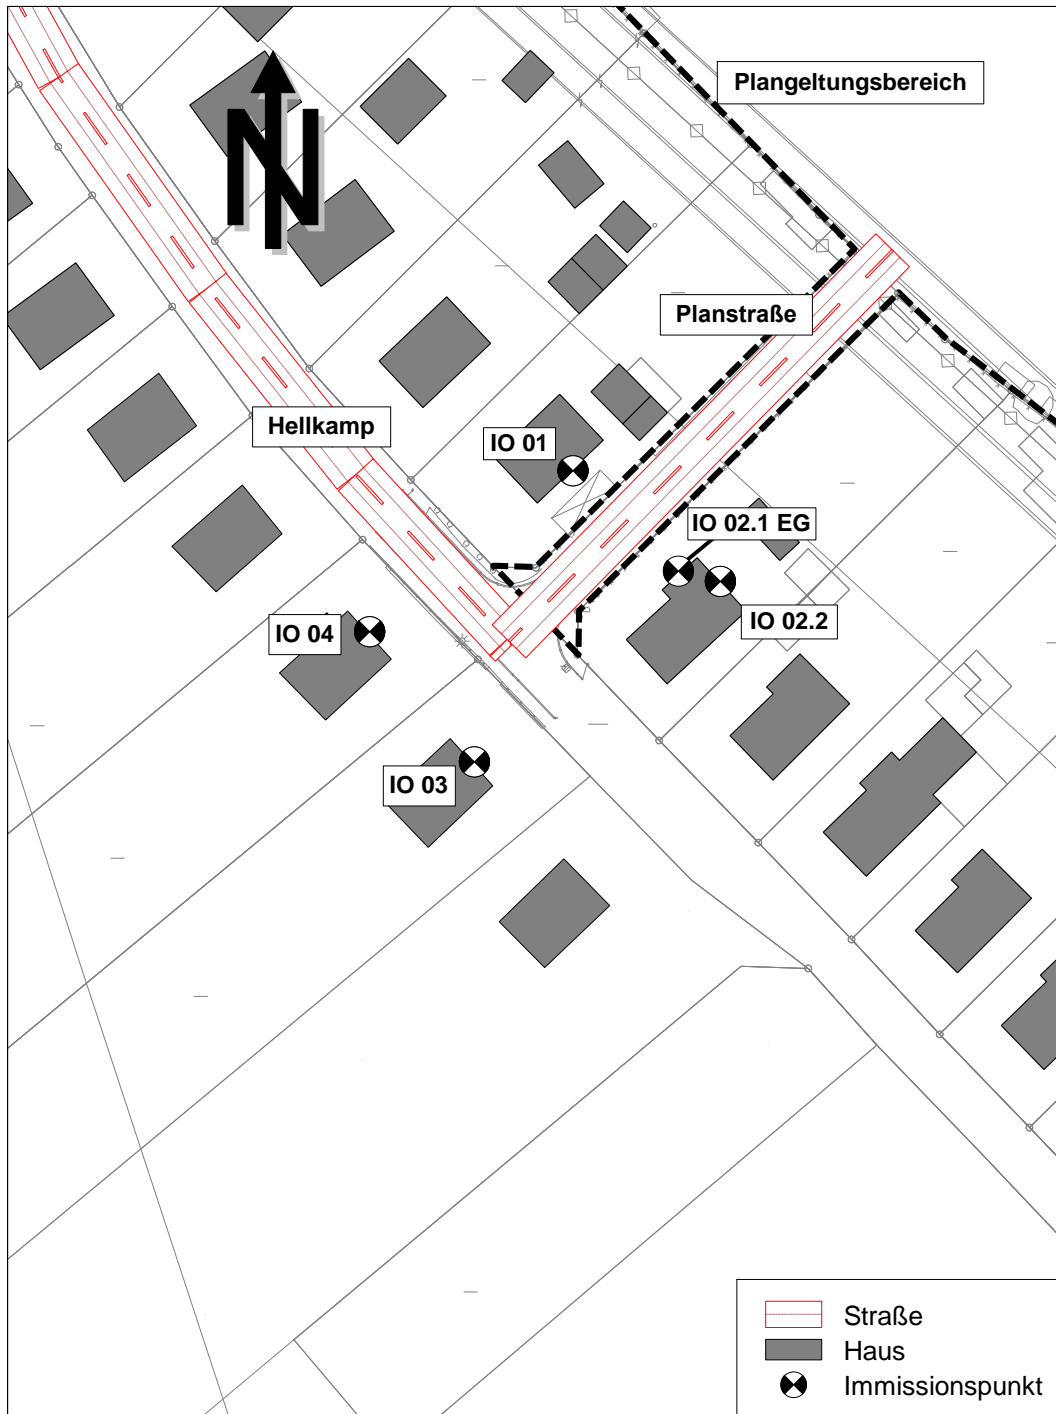 Plangeltungsbereich
N
Planstraße
Hellkamp
IO 01
IO 02.1 EG
IO 02.2
IO 04
IO 03
Straße
Haus
Immissionspunkt